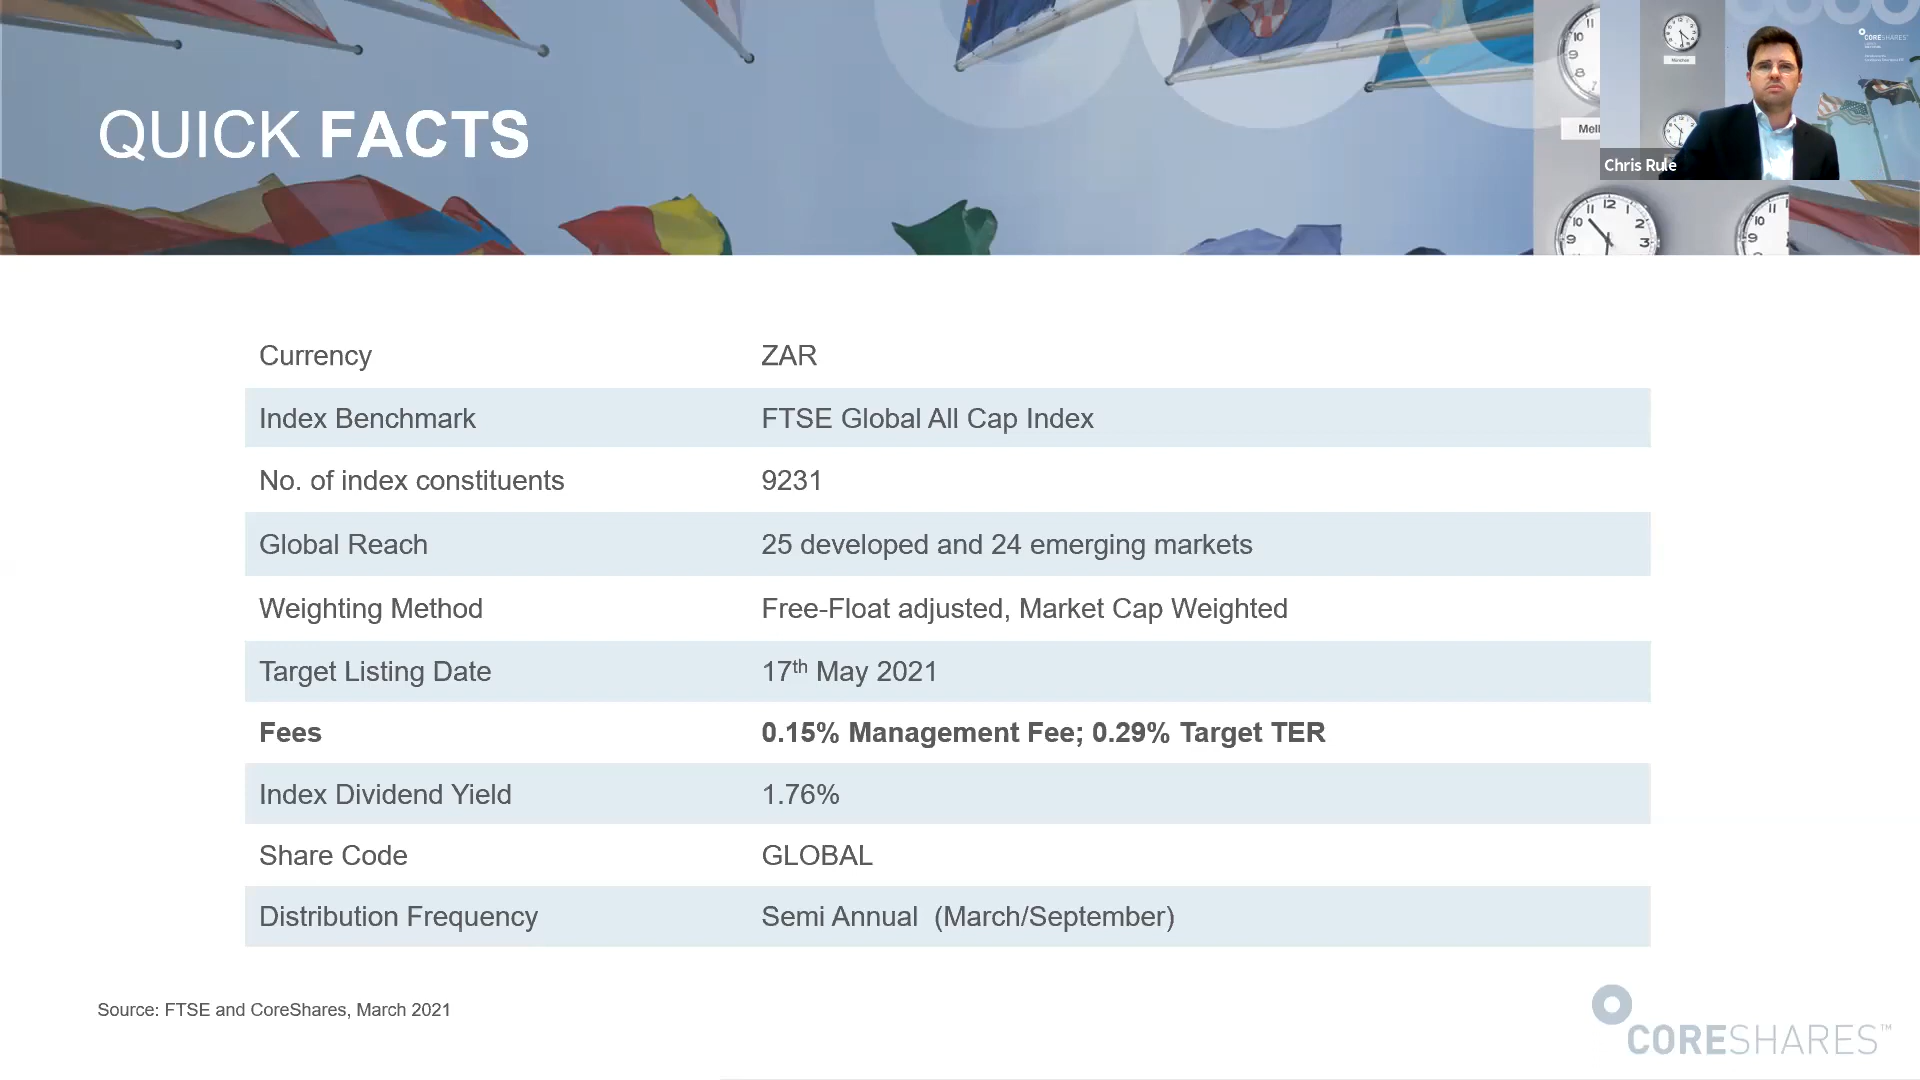 QUICK FACTS
Chris Rule
Currency ZAR
Index Benchmark FTSE Global All Cap Index
No. of index constituents 9231
Global Reach 25 developed and 24 emerging markets
Weighting Method Free-Float adjusted, Market Cap Weighted
Target Listing Date 17th May 2021
Fees 0.15% Management Fee; 0.29% Target TER
Index Dividend Yield 1.76%
Share Code GLOBAL
Distribution Frequency Semi Annual (March/September)
Source: FTSE and CoreShares, March 2021
CORESHARES™